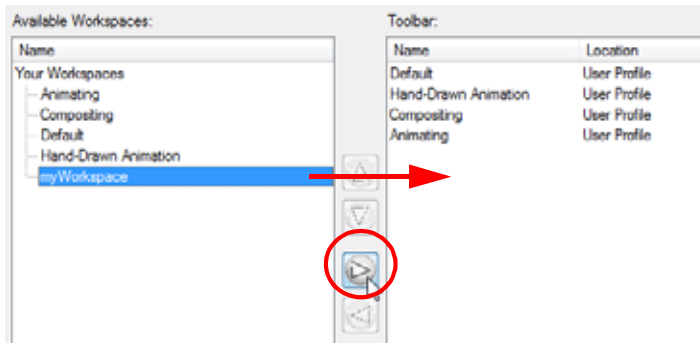 Available Workspaces:
Name
Your Workspaces
Animating
Compositing
Default
Hand-Drawn Animation
myWorkspace
Toolbar:
Name Location
Default User Profile
Hand-Drawn Animation User Profile
Compositing User Profile
Animating User Profile